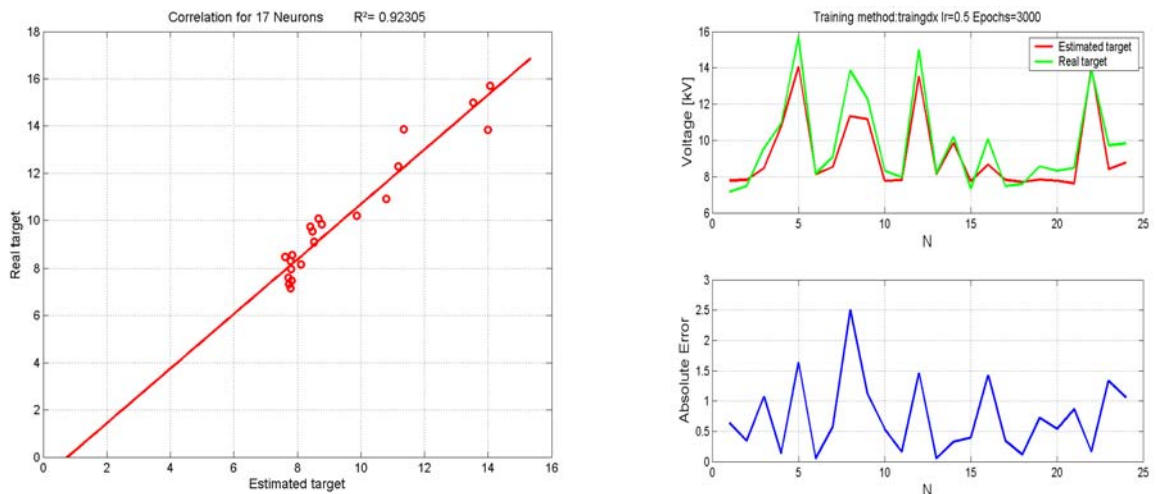 Correlation for 17 Neurons R²= 0.92305
18
16
14
12
10
8
6
4
2
0
Real target
0 2 4 6 8 10 12 14 16
Estimated target
Training method:traingdx lr=0.5 Epochs=3000
16
14
12
10
8
6
Voltage [kV]
Estimated target
Real target
0 5 10 15 20 25
N
3
2.5
2
1.5
1
0.5
0
Absolute Error
0 5 10 15 20 25
N